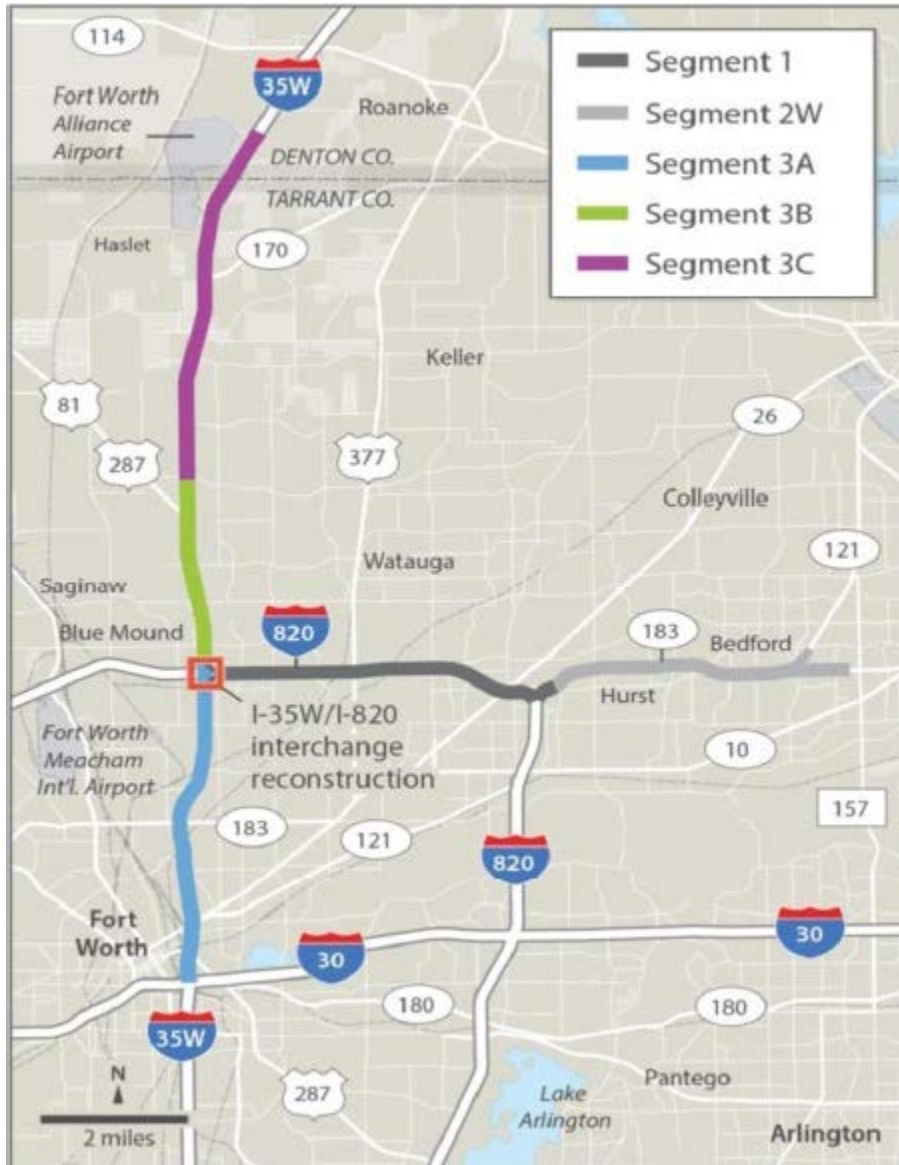 114
35W
Fort Worth
Alliance
Airport
Roanoke
DENTON CO.
TARRANT CO.
Segment 1
Segment 2W
Segment 3A
Segment 3B
Segment 3C
Haslet
170
Keller
81
26
287
377
Colleyville
121
Watauga
Saginaw
Blue Mound
820
183
Bedford
Hurst
I-35W/I-820
interchange
reconstruction
Fort Worth
Meacham
Int'l. Airport
10
157
183
121
820
Fort
Worth
30
30
180
180
35W
N
2 miles
287
Lake
Arlington
Pantego
Arlington